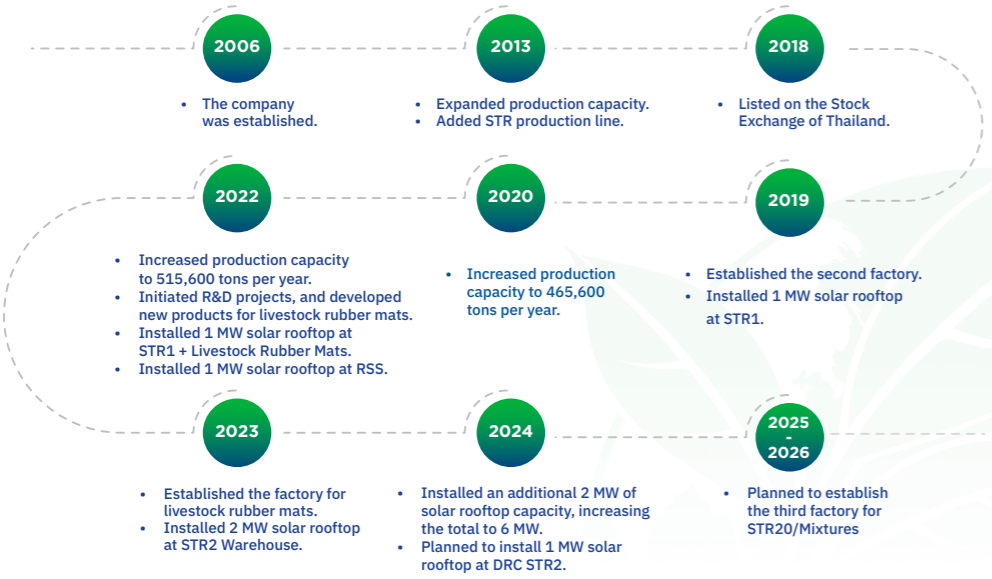 2006
• The company
was established.
2013
• Expanded production capacity.
• Added STR production line.
2018
• Listed on the Stock
Exchange of Thailand.
2019
• Established the second factory.
• Installed 1 MW solar rooftop
at STR1.
2020
• Increased production
capacity to 465,600
tons per year.
2022
• Increased production capacity
to 515,600 tons per year.
• Initiated R&D projects, and developed
new products for livestock rubber mats.
• Installed 1 MW solar rooftop at
STR1 + Livestock Rubber Mats.
• Installed 1 MW solar rooftop at RSS.
2023
• Established the factory for
livestock rubber mats.
• Installed 2 MW solar rooftop
at STR2 Warehouse.
2024
• Installed an additional 2 MW of
solar rooftop capacity, increasing
the total to 6 MW.
• Planned to install 1 MW solar
rooftop at DRC STR2.
2025
-
2026
• Planned to establish
the third factory for
STR20/Mixtures